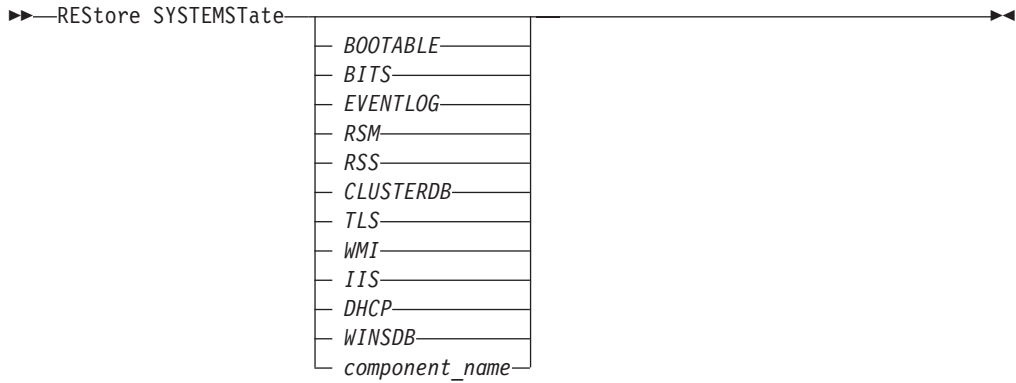 REStore SYSTEMSTate
BOOTABLE
BITS
EVENTLOG
RSM
RSS
CLUSTERDB
TLS
WMI
IIS
DHCP
WINSDB
component_name